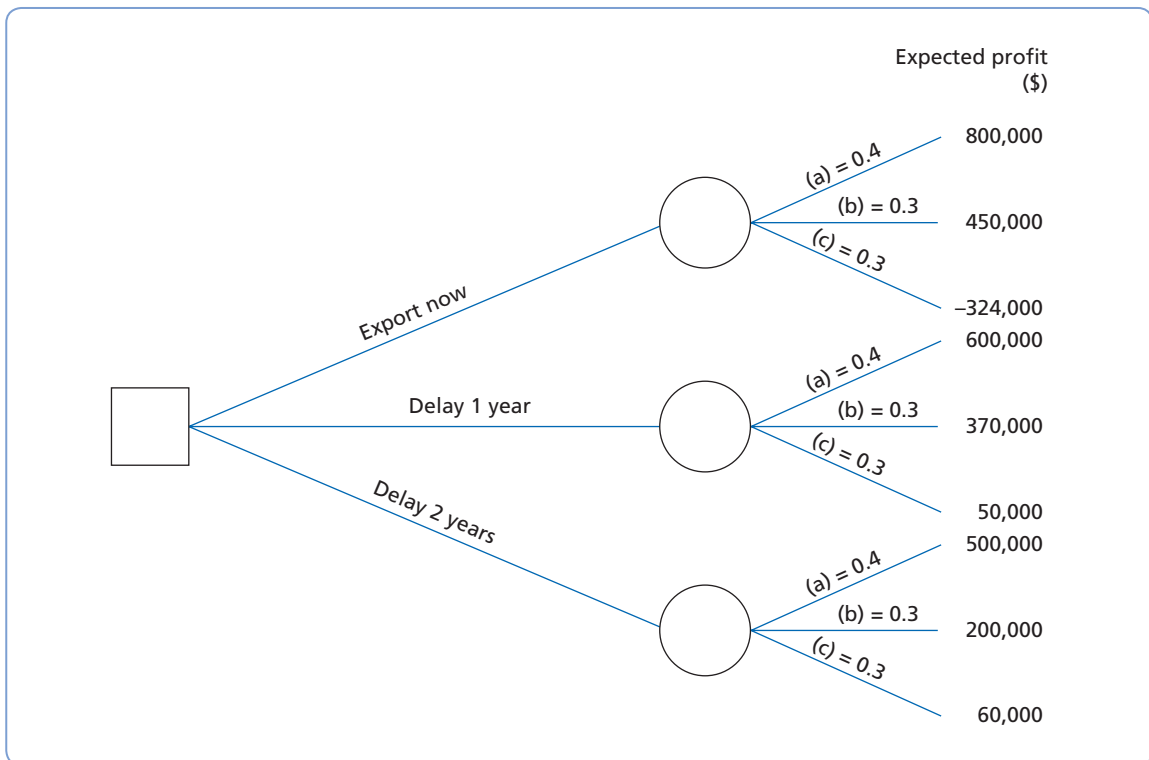 Expected profit
($)
(a) = 0.4
800,000
(b) = 0.3
450,000
(c) = 0.3
–324,000
Export now
(a) = 0.4
600,000
Delay 1 year
(b) = 0.3
370,000
(c) = 0.3
50,000
Delay 2 years
(a) = 0.4
500,000
(b) = 0.3
200,000
(c) = 0.3
60,000